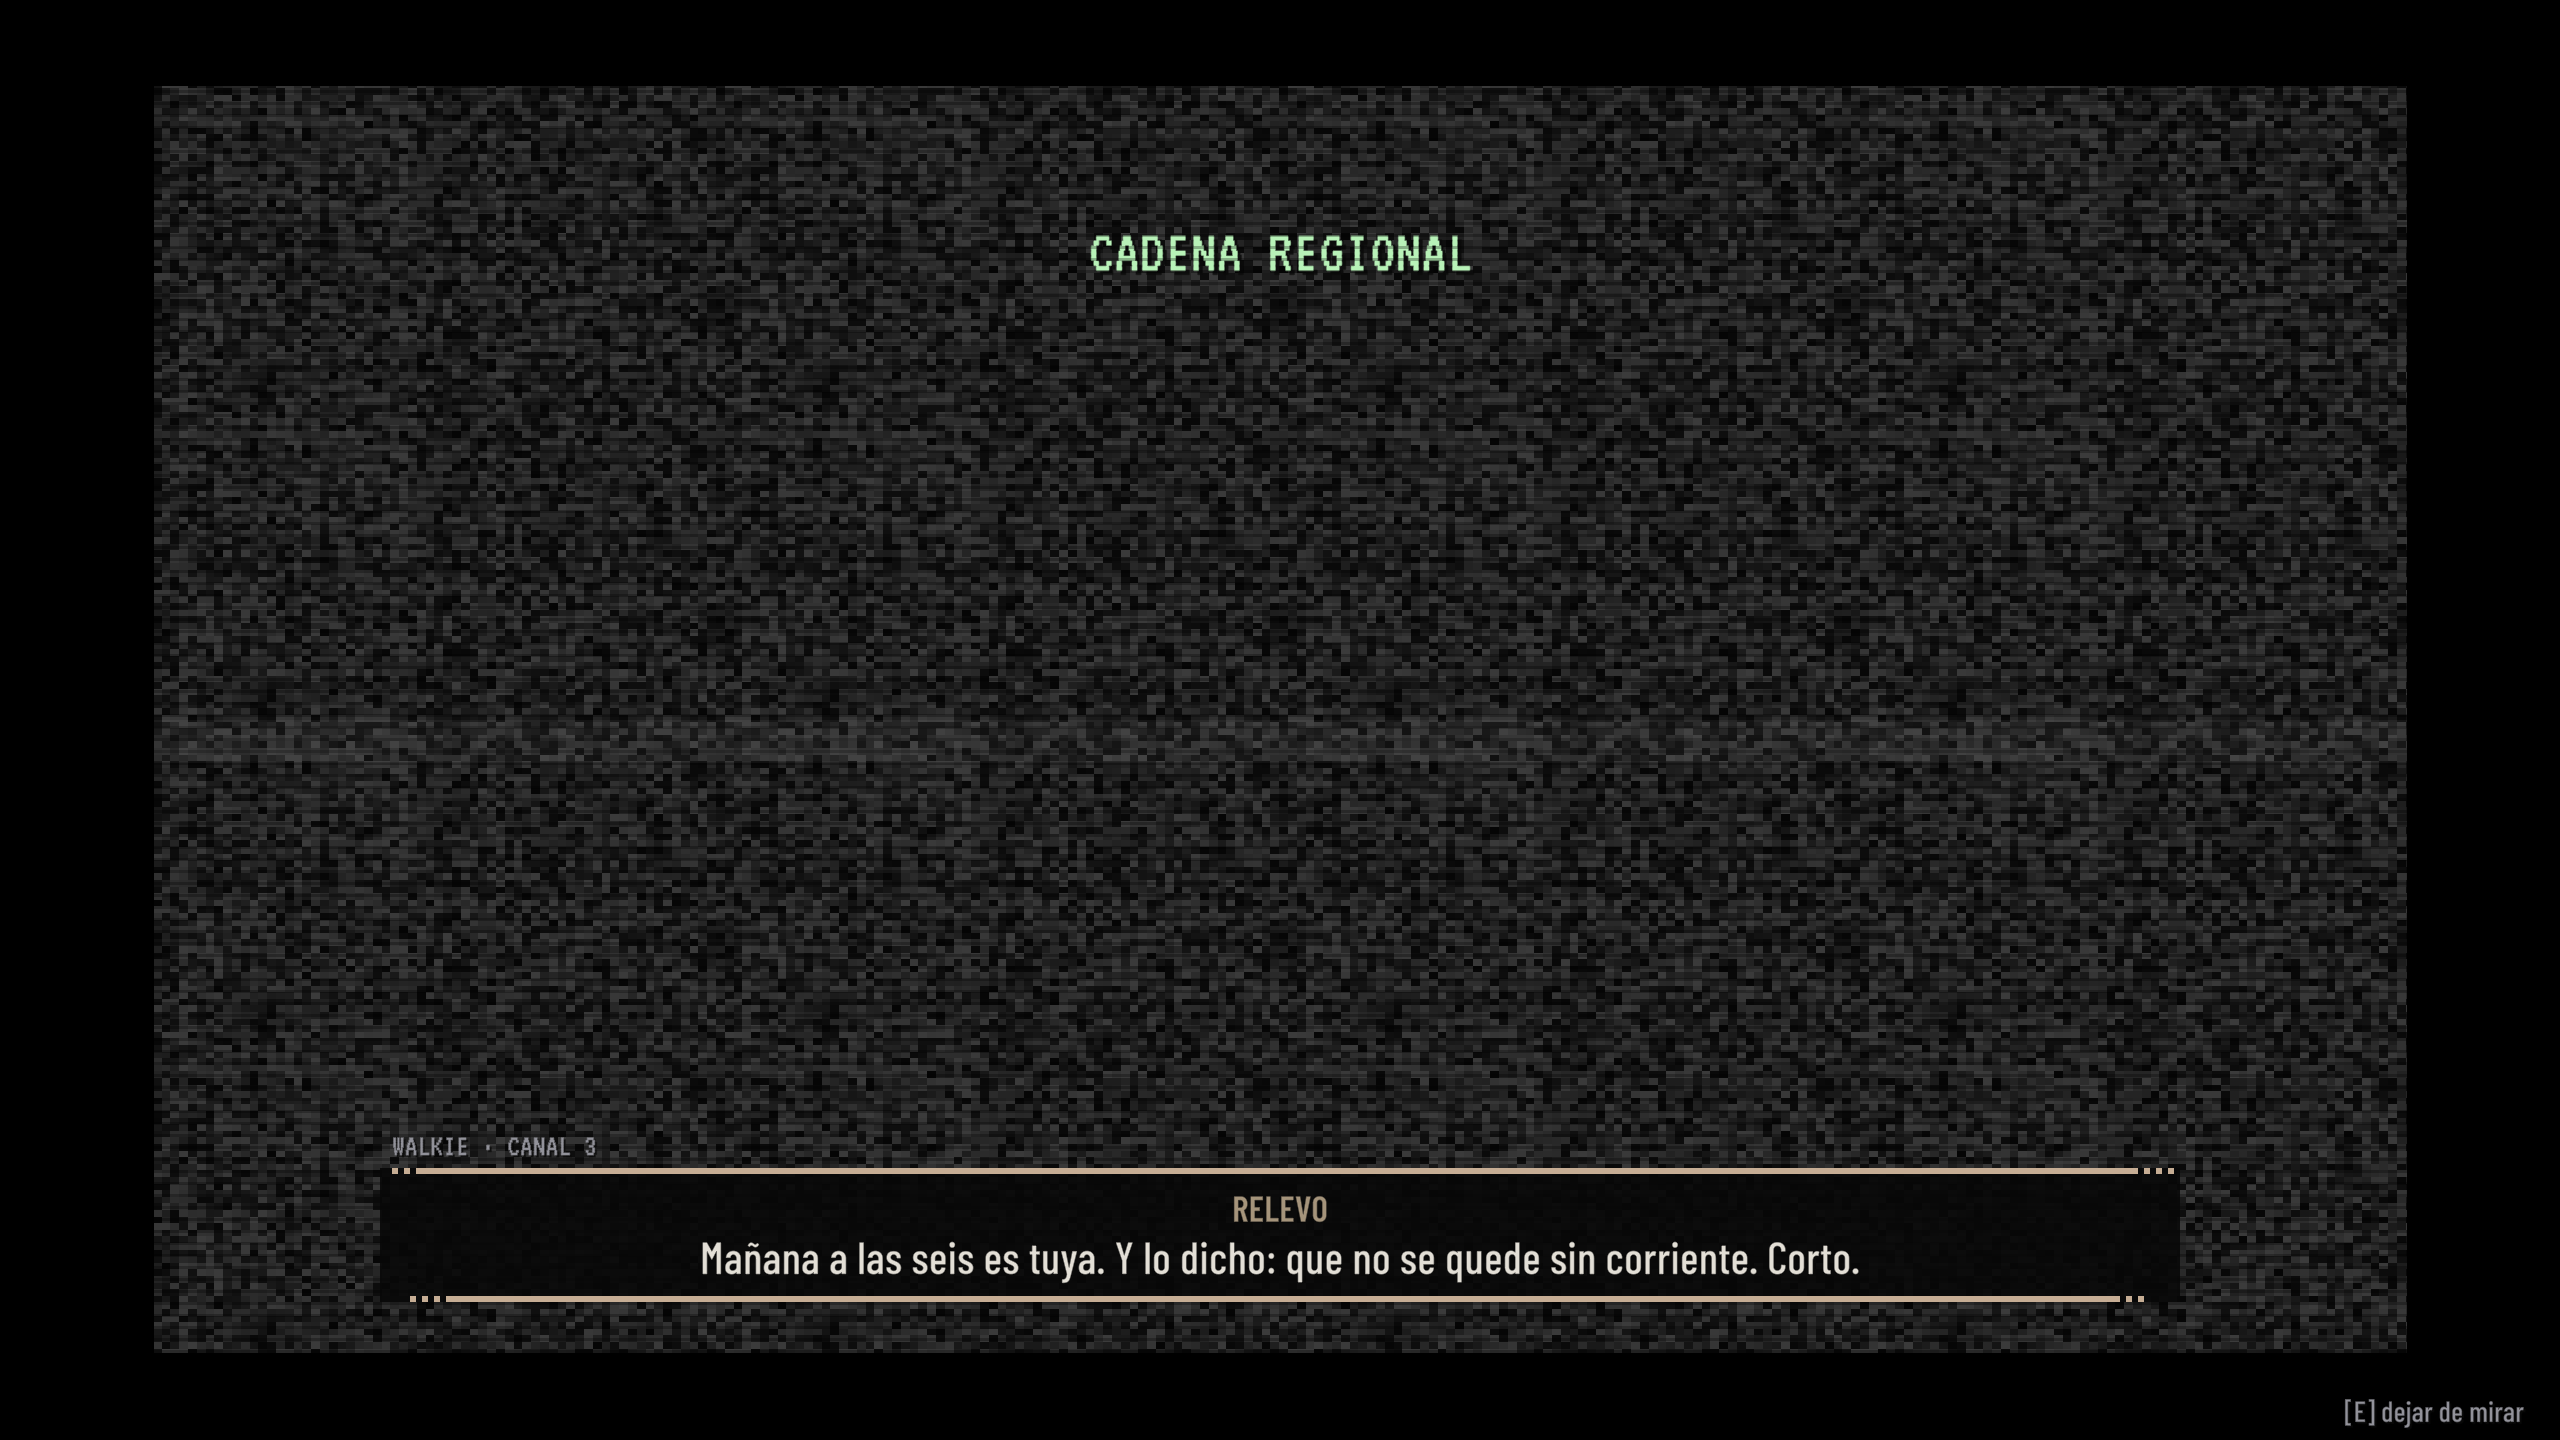 CADENA REGIONAL
WALKIE · CANAL 3
RELEVO
Mañana a las seis es tuya. Y lo dicho: que no se quede sin corriente. Corto.
[E] dejar de mirar